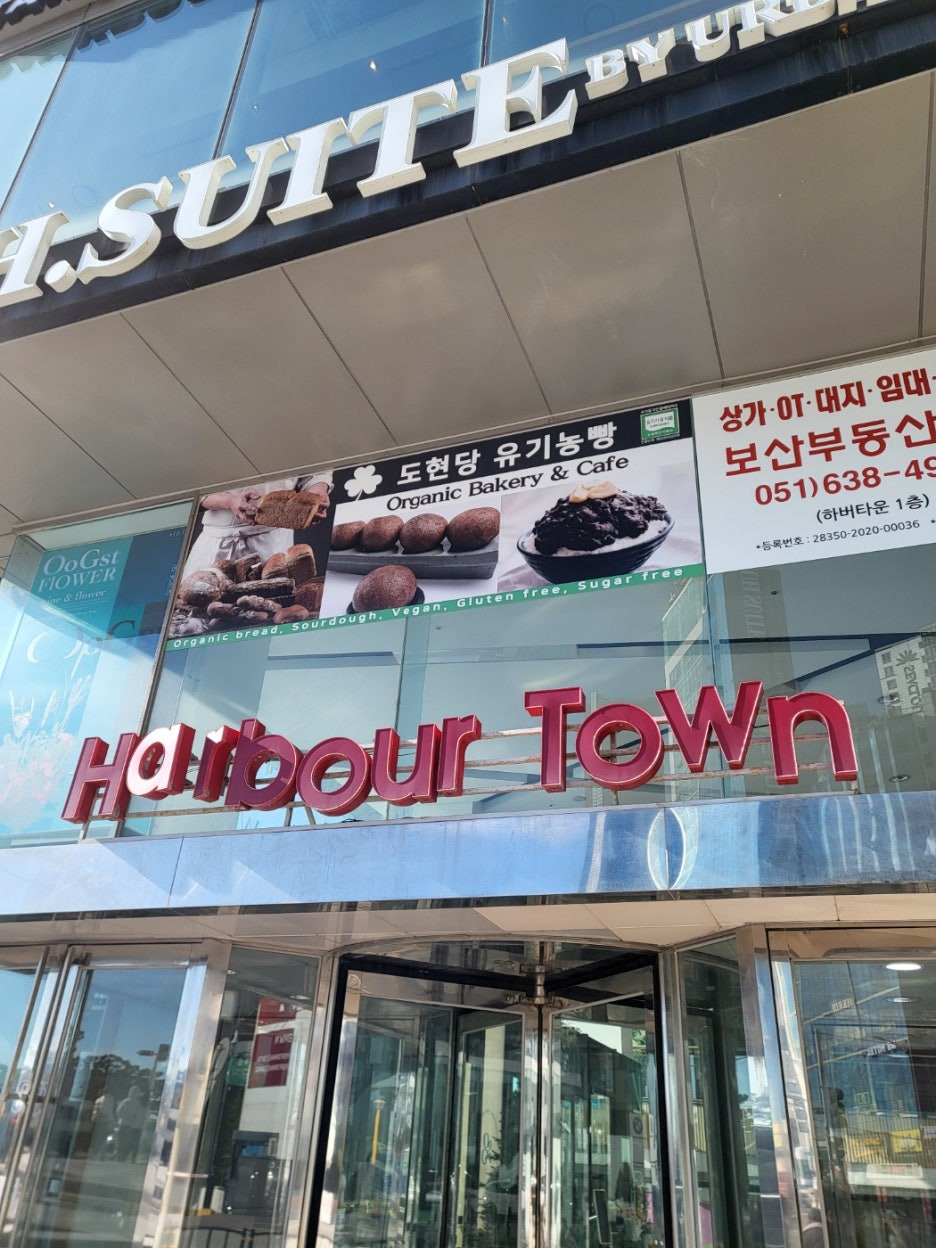 H.SUITE BY URU
도현당 유기농빵
Organic Bakery & Cafe
Organic bread, Sourdough, Vegan, Gluten free, Sugar free
상가·OT·대지·임대
보산부동산
051)638-49
(하버타운 1층)
*등록번호 : 28350-2020-00036
OoGst
FlOWER
& flower
Harbour Town